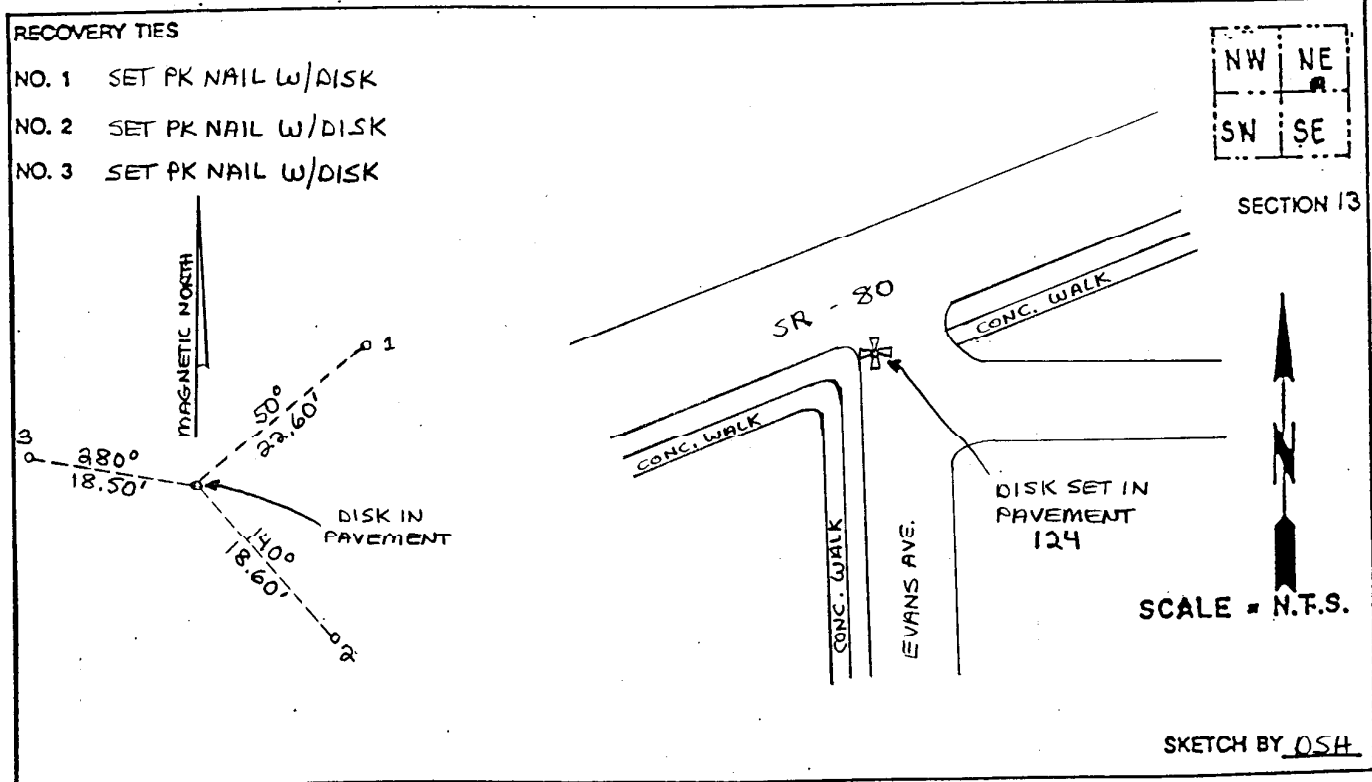 RECOVERY TIES
NO. 1 SET PK NAIL W/DISK
NO. 2 SET PK NAIL W/DISK
NO. 3 SET PK NAIL W/DISK
NW NE
SW SE
SECTION 13
MAGNETIC NORTH
1
50°
22.60'
3
280°
18.50'
DISK IN
PAVEMENT
140°
18.60'
2
SR - 80
CONC. WALK
CONC. WALK
CONC. WALK
EVANS AVE.
DISK SET IN
PAVEMENT
124
N
SCALE = N.T.S.
SKETCH BY DSH